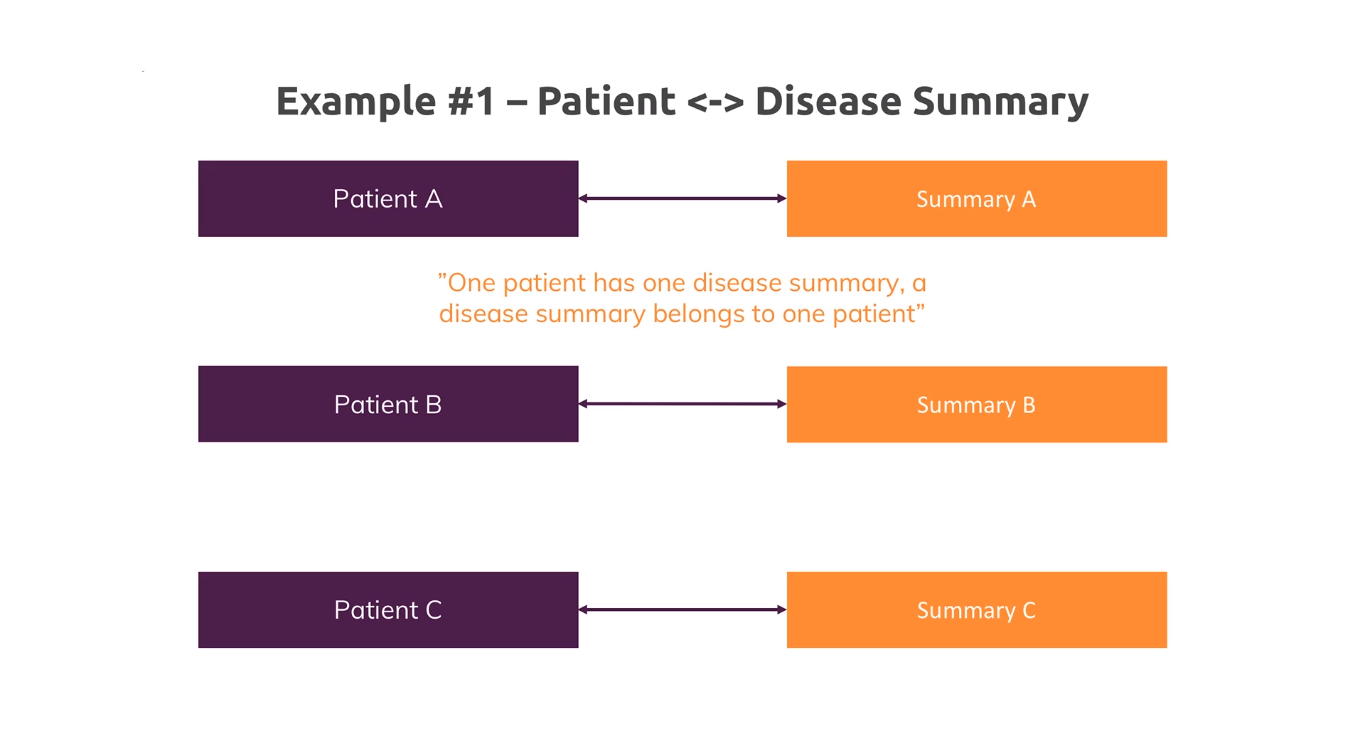 Example #1 – Patient <-> Disease Summary
Patient A
Summary A
”One patient has one disease summary, a
disease summary belongs to one patient”
Patient B
Summary B
Patient C
Summary C